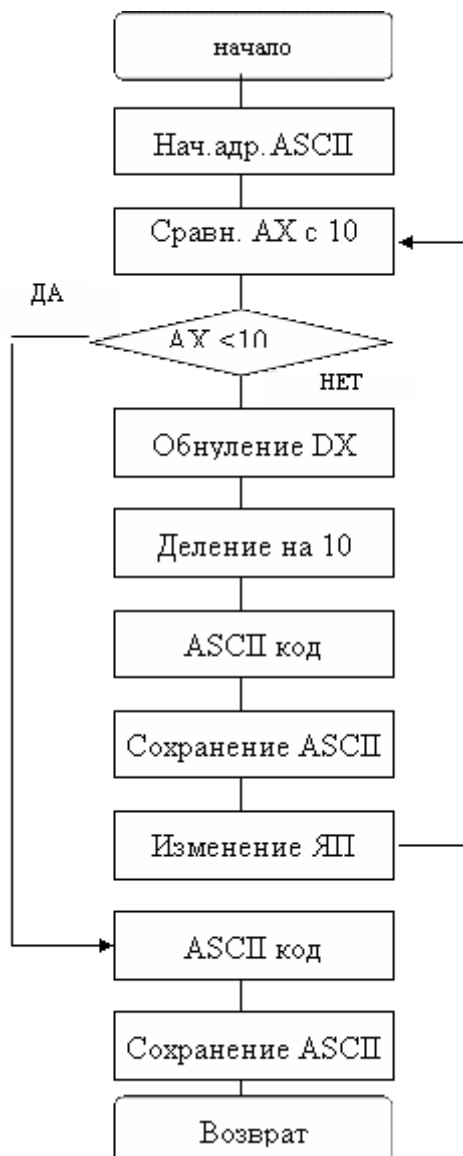 начало
Нач.адр. ASCII
Сравн. AX с 10
ДА
AX <10
НЕТ
Обнуление DX
Деление на 10
ASCII код
Сохранение ASCII
Изменение ЯП
ASCII код
Сохранение ASCII
Возврат